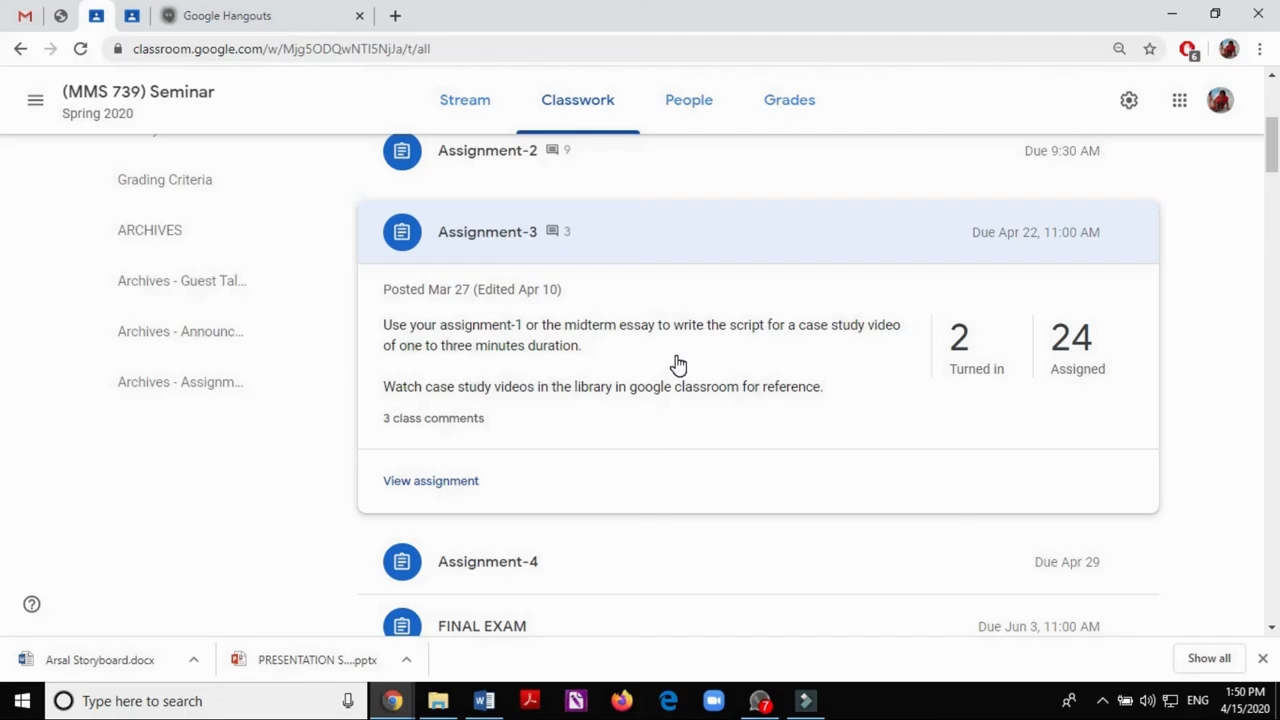 Google Hangouts
classroom.google.com/w/Mjg5ODQwNTI5NjJa/t/all
6
(MMS 739) Seminar
Spring 2020
Stream
Classwork
People
Grades
Grading Criteria
ARCHIVES
Archives - Guest Tal...
Archives - Announc...
Archives - Assignm...
Assignment-2 9
Due 9:30 AM
Assignment-3 3
Due Apr 22, 11:00 AM
Posted Mar 27 (Edited Apr 10)
Use your assignment-1 or the midterm essay to write the script for a case study video
of one to three minutes duration.
Watch case study videos in the library in google classroom for reference.
3 class comments
2
Turned in
24
Assigned
View assignment
Assignment-4
Due Apr 29
FINAL EXAM
Due Jun 3, 11:00 AM
Arsal Storyboard.docx
PRESENTATION S....pptx
Show all
Type here to search
7
ENG
1:50 PM
4/15/2020